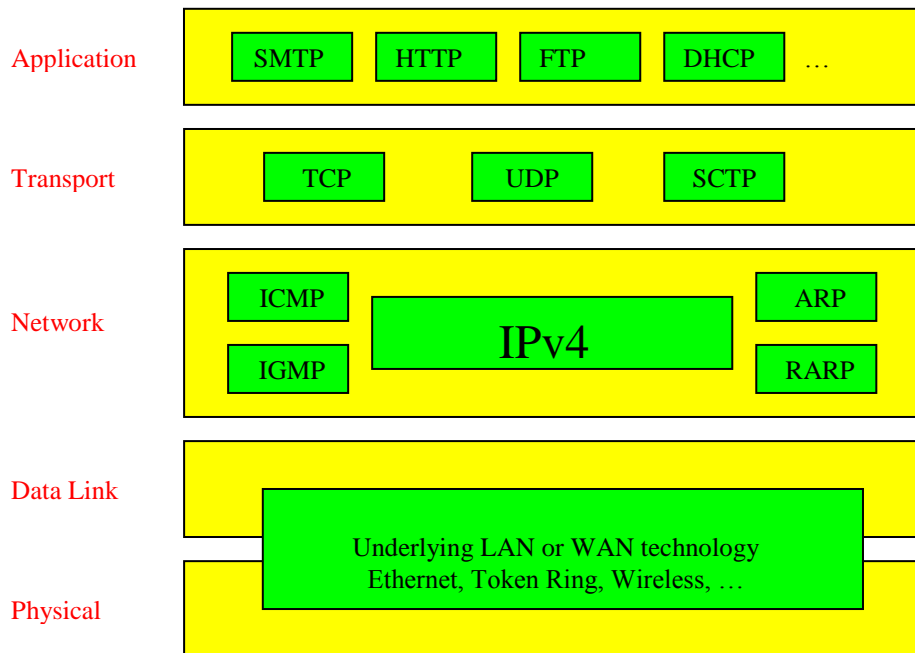 Application SMTP HTTP FTP DHCP …
Transport TCP UDP SCTP
ICMP ARP
Network IPv4
IGMP RARP
Data Link
Underlying LAN or WAN technology
Ethernet, Token Ring, Wireless, …
Physical